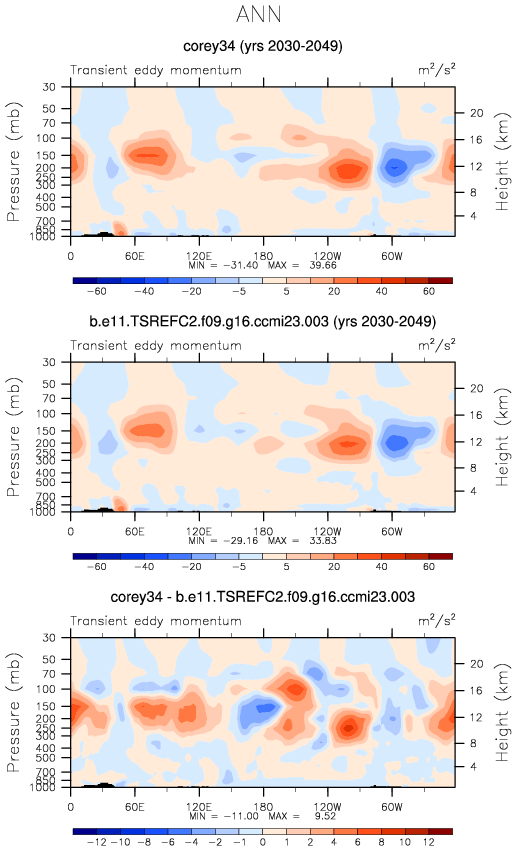 ANN
corey34 (yrs 2030-2049)
Transient eddy momentum m²/s²
Pressure (mb)
30
50
70
100
150
200
250
300
500
700
850
1000
Height (km)
20
16
12
8
4
0 60E 120E 180 120W 60W
MIN = -31.40 MAX = 39.66
-60 -40 -20 -5 5 20 40 60
b.e11.TSREFC2.f09.g16.ccmi23.003 (yrs 2030-2049)
Transient eddy momentum m²/s²
Pressure (mb)
30
50
70
100
150
200
250
300
500
700
850
1000
Height (km)
20
16
12
8
4
0 60E 120E 180 120W 60W
MIN = -29.16 MAX = 33.83
-60 -40 -20 -5 5 20 40 60
corey34 - b.e11.TSREFC2.f09.g16.ccmi23.003
Transient eddy momentum m²/s²
Pressure (mb)
30
50
70
100
150
200
250
300
500
700
850
1000
Height (km)
20
16
12
8
4
0 60E 120E 180 120W 60W
MIN = -11.00 MAX = 9.52
-12 -10 -8 -6 -4 -2 -1 0 1 2 4 6 8 10 12